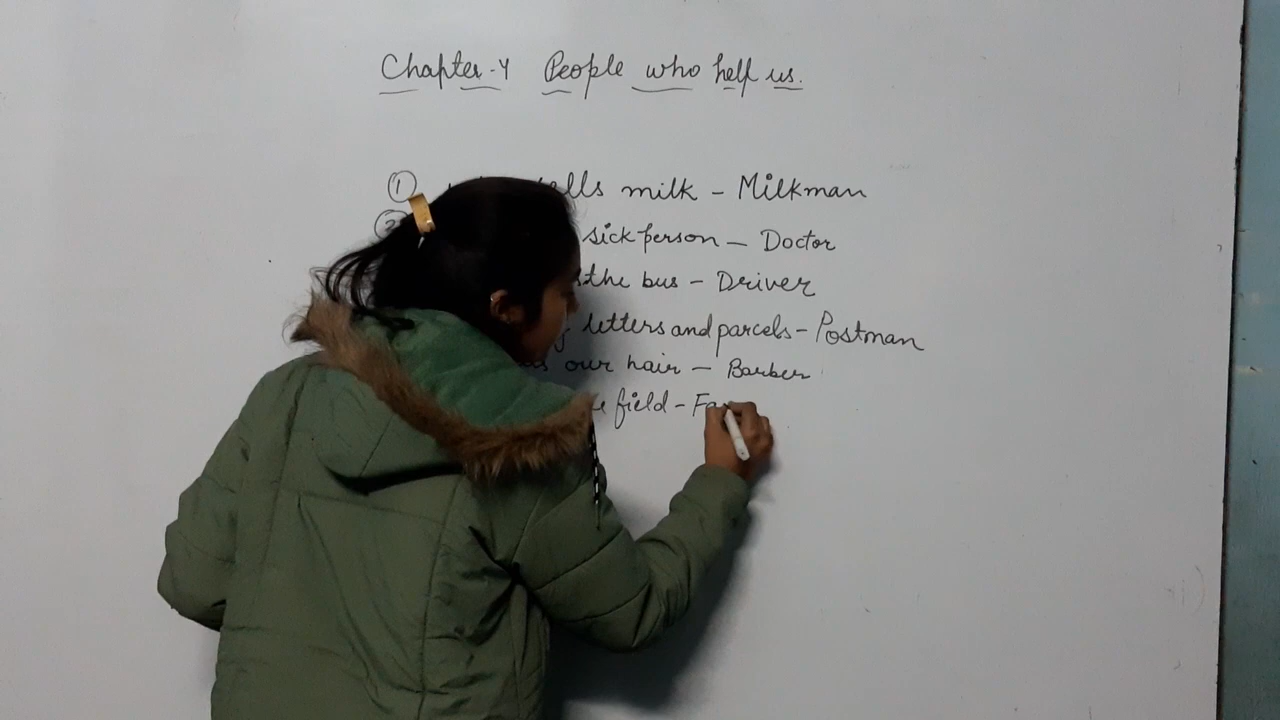 Chapter-4 People who help us.
① sells milk - Milkman
② sick person - Doctor
the bus - Driver
letters and parcels - Postman
our hair - Barber
field - Fa